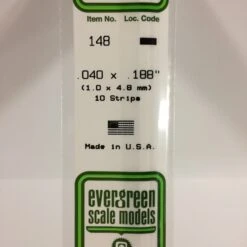 Item No. Loc. Code
148
.040 x .188"
(1.0 x 4.8 mm)
10 Strips
Made in U.S.A.
evergreen
scale models